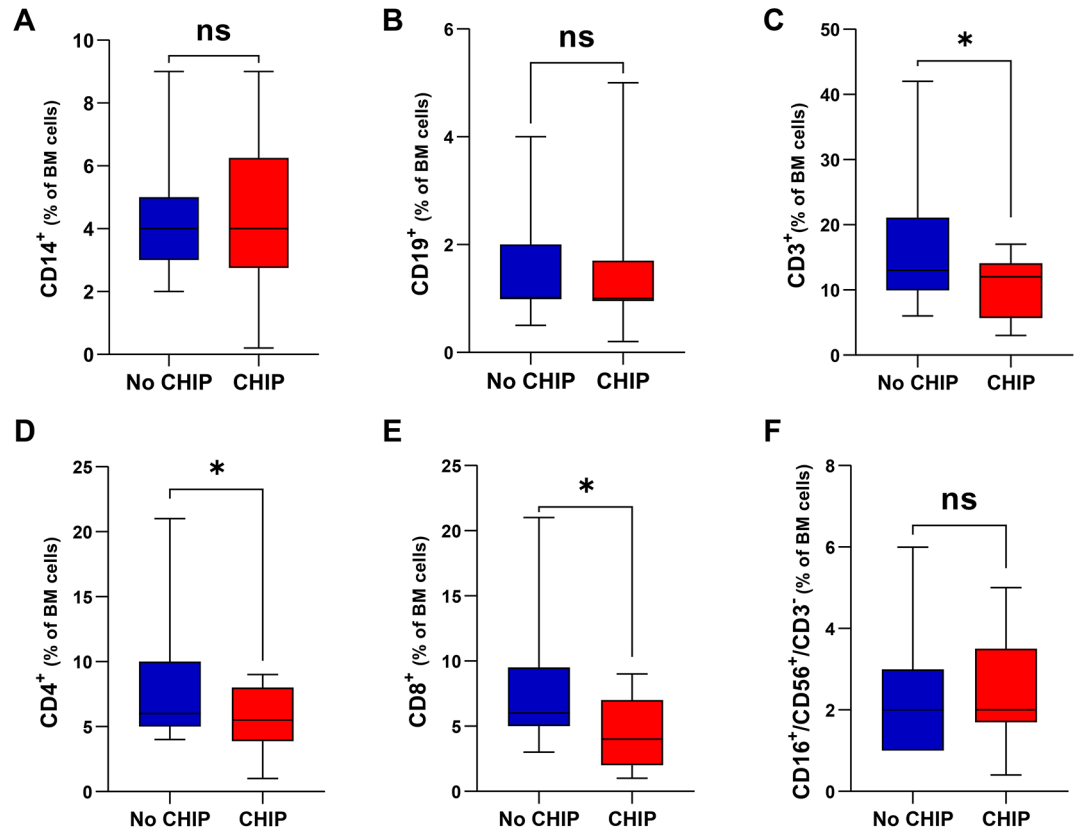 A
ns
CD14⁺ (% of BM cells)
10
8
6
4
2
0
No CHIP
CHIP
B
ns
CD19⁺ (% of BM cells)
6
4
2
0
No CHIP
CHIP
C
*
CD3⁺(% of BM cells)
50
40
30
20
10
0
No CHIP
CHIP
D
*
CD4⁺ (% of BM cells)
25
20
15
10
5
0
No CHIP
CHIP
E
*
CD8⁺ (% of BM cells)
25
20
15
10
5
0
No CHIP
CHIP
F
ns
CD16⁺/CD56⁺/CD3⁻ (% of BM cells)
8
6
4
2
0
No CHIP
CHIP